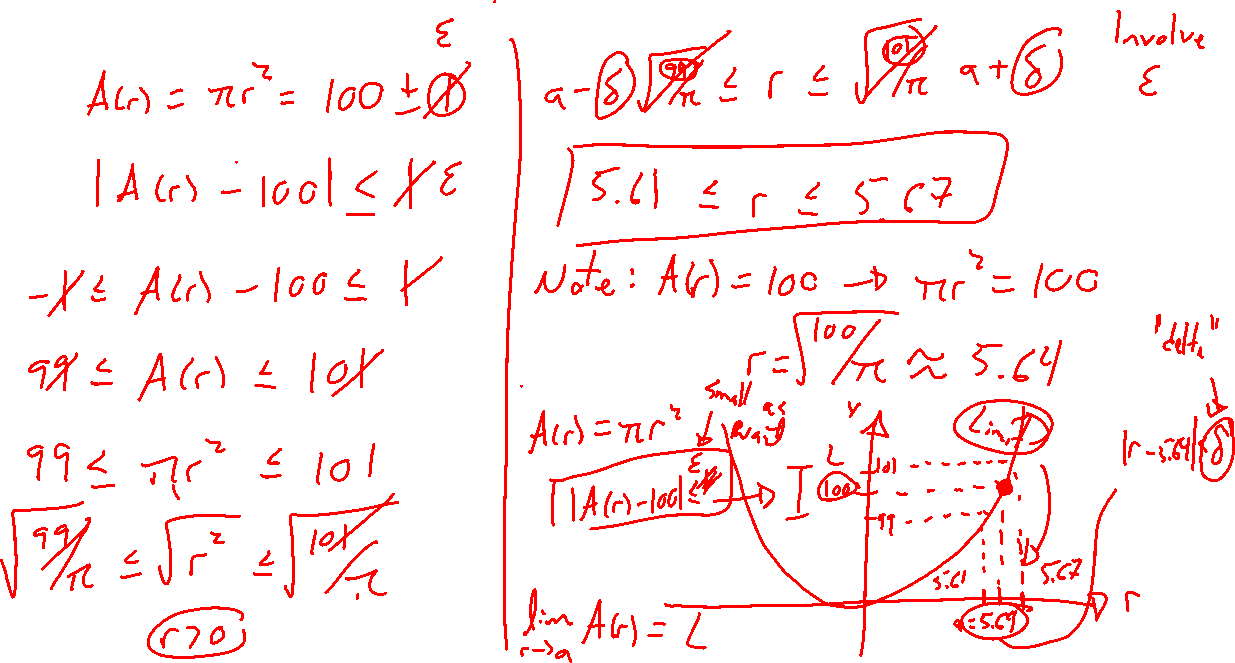 ε
A(r) = πr² = 100 ± 1
|A(r) - 100| ≤ 1 ε
-1 ≤ A(r) - 100 ≤ 1
99 ≤ A(r) ≤ 101
99 ≤ πr² ≤ 101
√99/π ≤ √r² ≤ √101/π
r>0
a - δ √99/π ≤ r ≤ √101/π a + δ
Involve
ε
5.61 ≤ r ≤ 5.67
Note: A(r) = 100 → πr² = 100
r = √100/π ≈ 5.64
"delta"
small as
A(r) = πr²
want
ε
|A(r) - 100| ≤
Y
Limit
L
101
100
99
|r - 5.64| δ
5.61
5.67
a = 5.64
r
lim A(r) = L
r→a